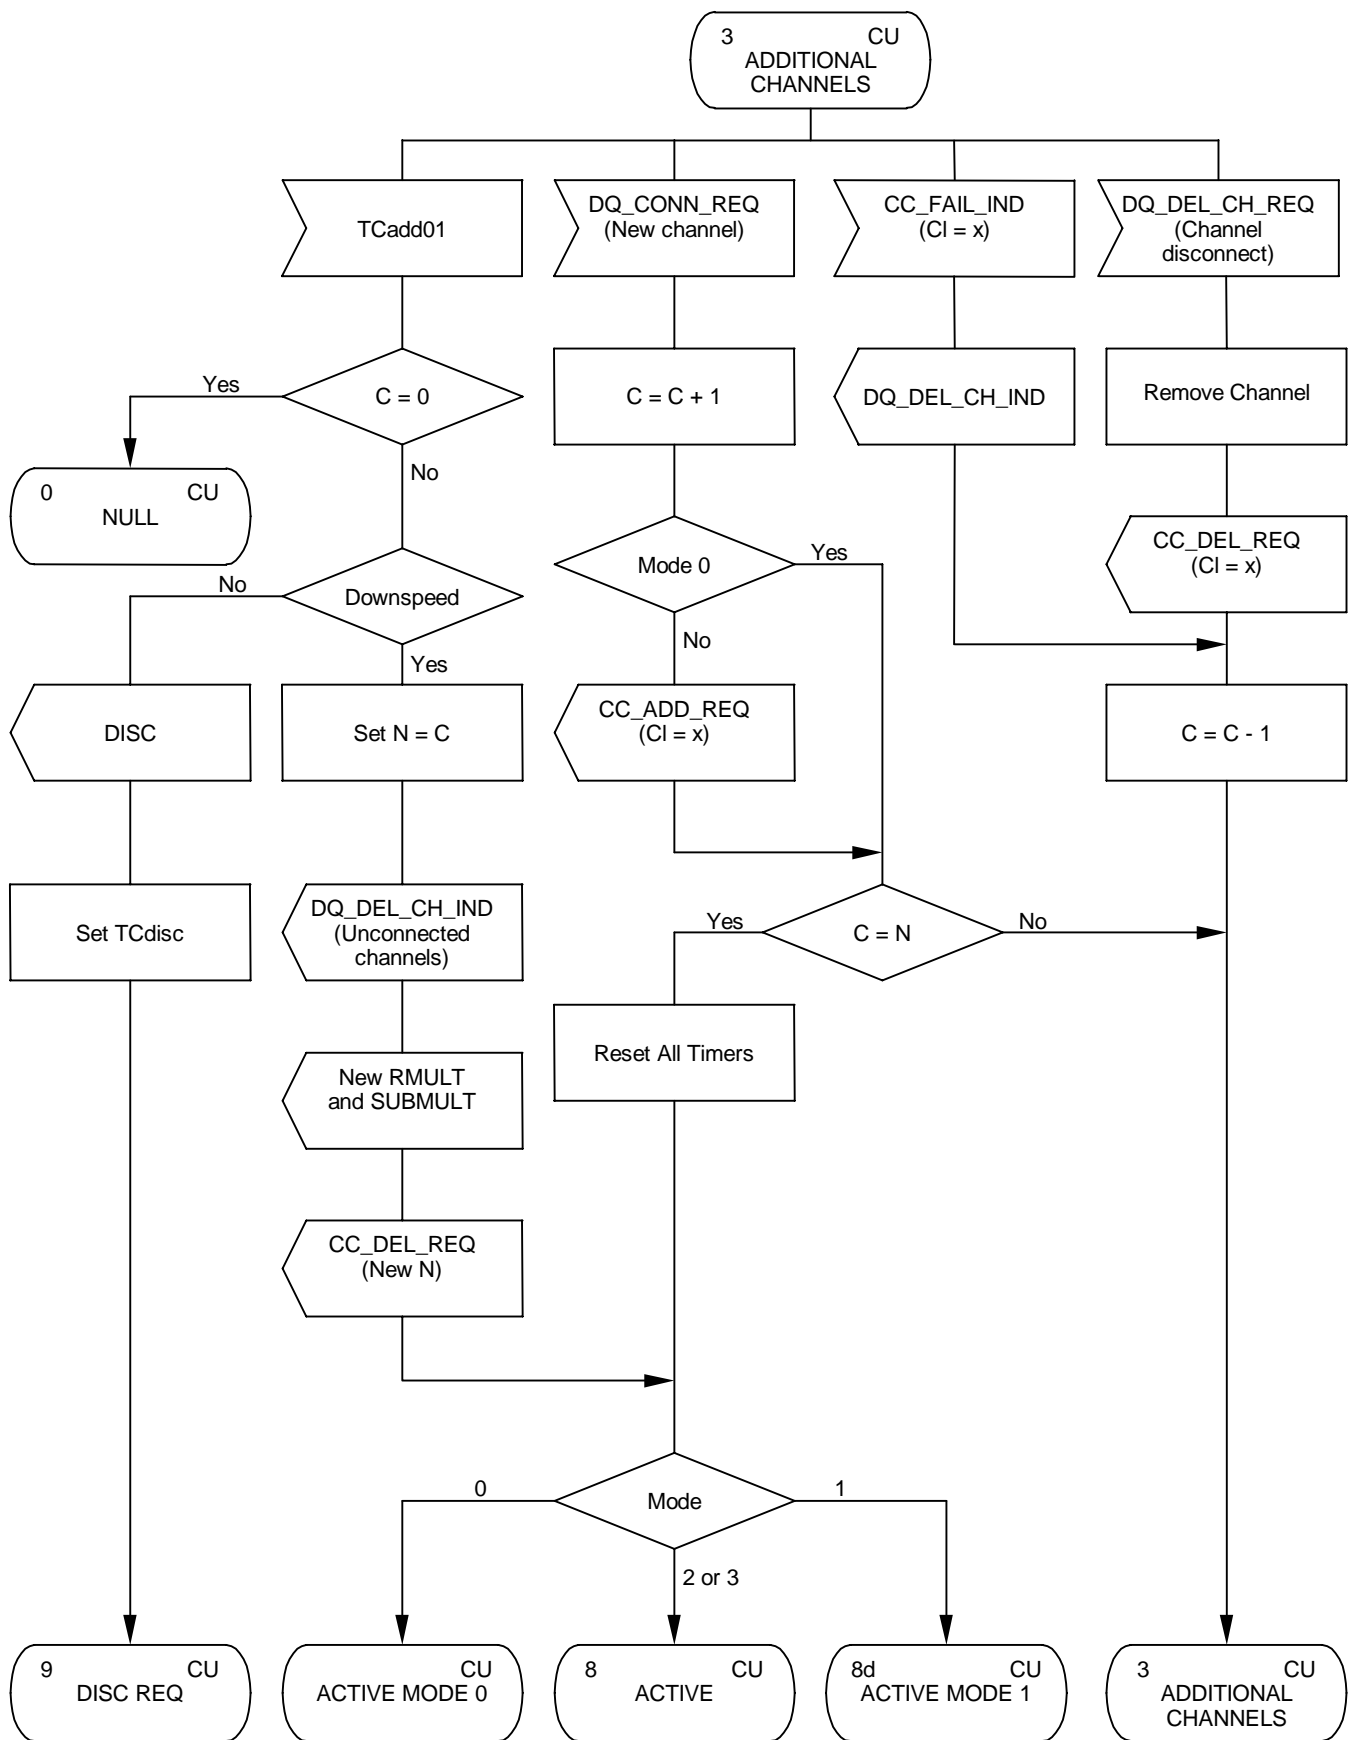 3 CU
ADDITIONAL
CHANNELS
TCadd01
DQ_CONN_REQ
(New channel)
CC_FAIL_IND
(CI = x)
DQ_DEL_CH_REQ
(Channel
disconnect)
Yes
C = 0
C = C + 1
DQ_DEL_CH_IND
Remove Channel
No
0 CU
NULL
Mode 0
Yes
CC_DEL_REQ
(CI = x)
No
Downspeed
No
Yes
DISC
Set N = C
CC_ADD_REQ
(CI = x)
C = C - 1
Set TCdisc
DQ_DEL_CH_IND
(Unconnected
channels)
Yes
C = N
No
Reset All Timers
New RMULT
and SUBMULT
CC_DEL_REQ
(New N)
0
Mode
1
2 or 3
9 CU
DISC REQ
CU
ACTIVE MODE 0
8 CU
ACTIVE
8d CU
ACTIVE MODE 1
3 CU
ADDITIONAL
CHANNELS